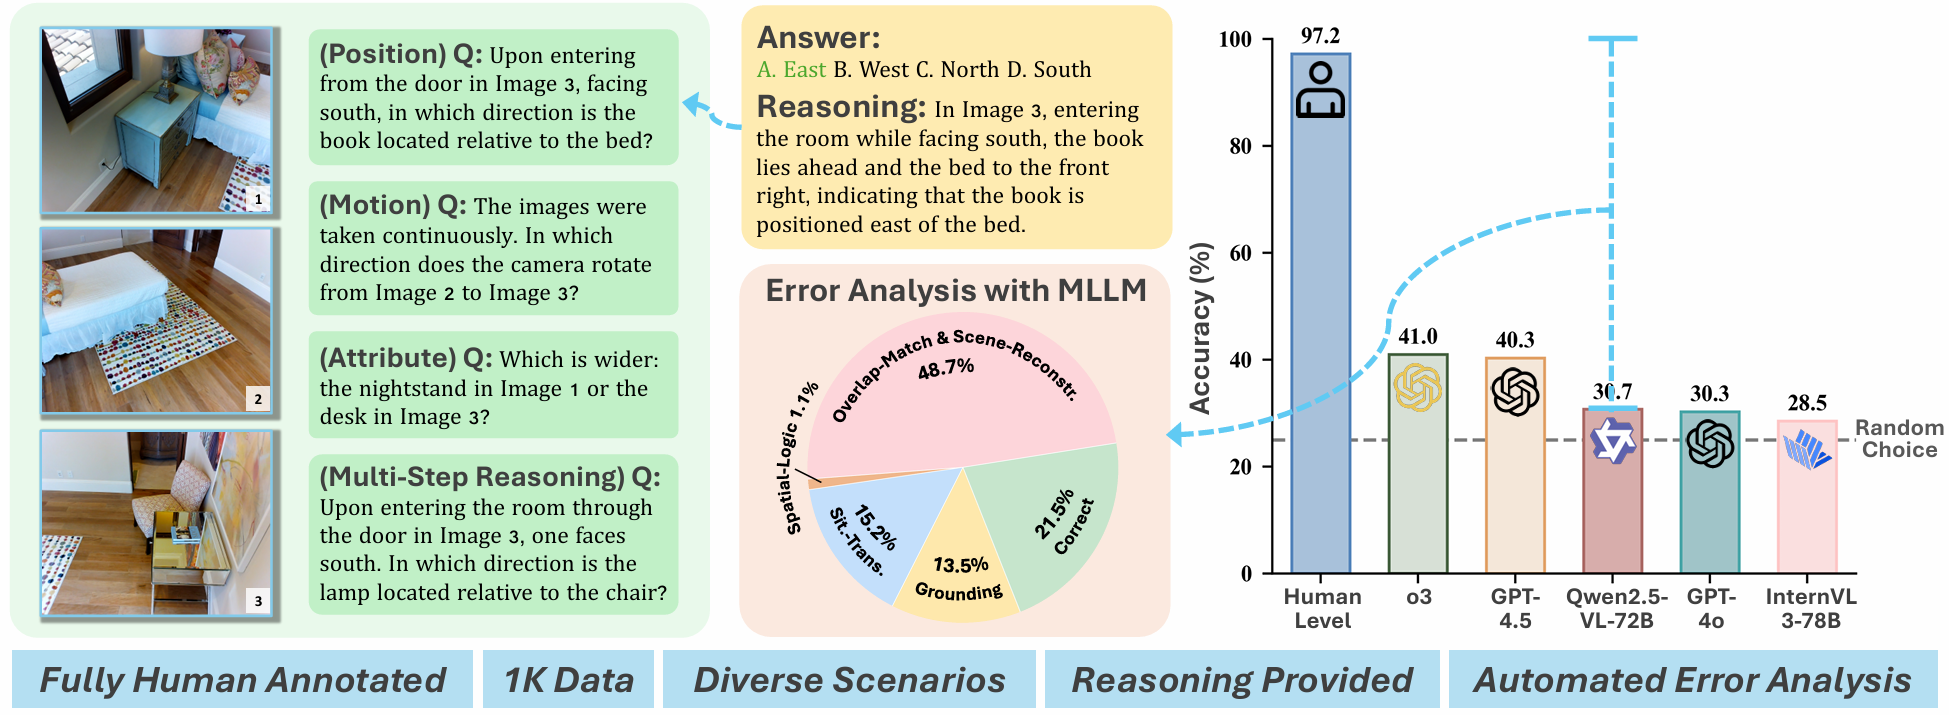 1
2
3
(Position) Q: Upon entering
from the door in Image 3, facing
south, in which direction is the
book located relative to the bed?
(Motion) Q: The images were
taken continuously. In which
direction does the camera rotate
from Image 2 to Image 3?
(Attribute) Q: Which is wider:
the nightstand in Image 1 or the
desk in Image 3?
(Multi-Step Reasoning) Q:
Upon entering the room through
the door in Image 3, one faces
south. In which direction is the
lamp located relative to the chair?
Answer:
A. East B. West C. North D. South
Reasoning: In Image 3, entering
the room while facing south, the book
lies ahead and the bed to the front
right, indicating that the book is
positioned east of the bed.
Error Analysis with MLLM
Overlap-Match & Scene-Reconstr.
48.7%
Spatial-Logic 1.1%
15.2%
Sit.-Trans.
13.5%
Grounding
21.5%
Correct
Accuracy (%)
100
80
60
40
20
0
97.2
41.0
40.3
30.7
30.3
28.5
Random
Choice
Human
Level
o3
GPT-
4.5
Qwen2.5-
VL-72B
GPT-
4o
InternVL
3-78B
Fully Human Annotated
1K Data
Diverse Scenarios
Reasoning Provided
Automated Error Analysis